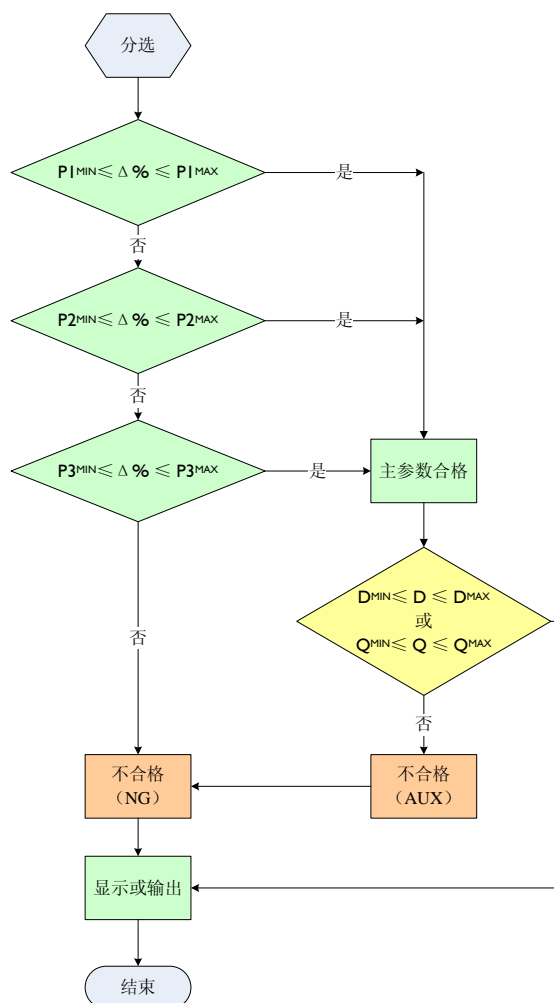 分选
P1MIN≤ Δ % ≤ P1MAX
是
否
P2MIN≤ Δ % ≤ P2MAX
是
否
P3MIN≤ Δ % ≤ P3MAX
是
主参数合格
DMIN≤ D ≤ DMAX
或
QMIN≤ Q ≤ QMAX
否
否
不合格
（NG）
不合格
（AUX）
显示或输出
结束